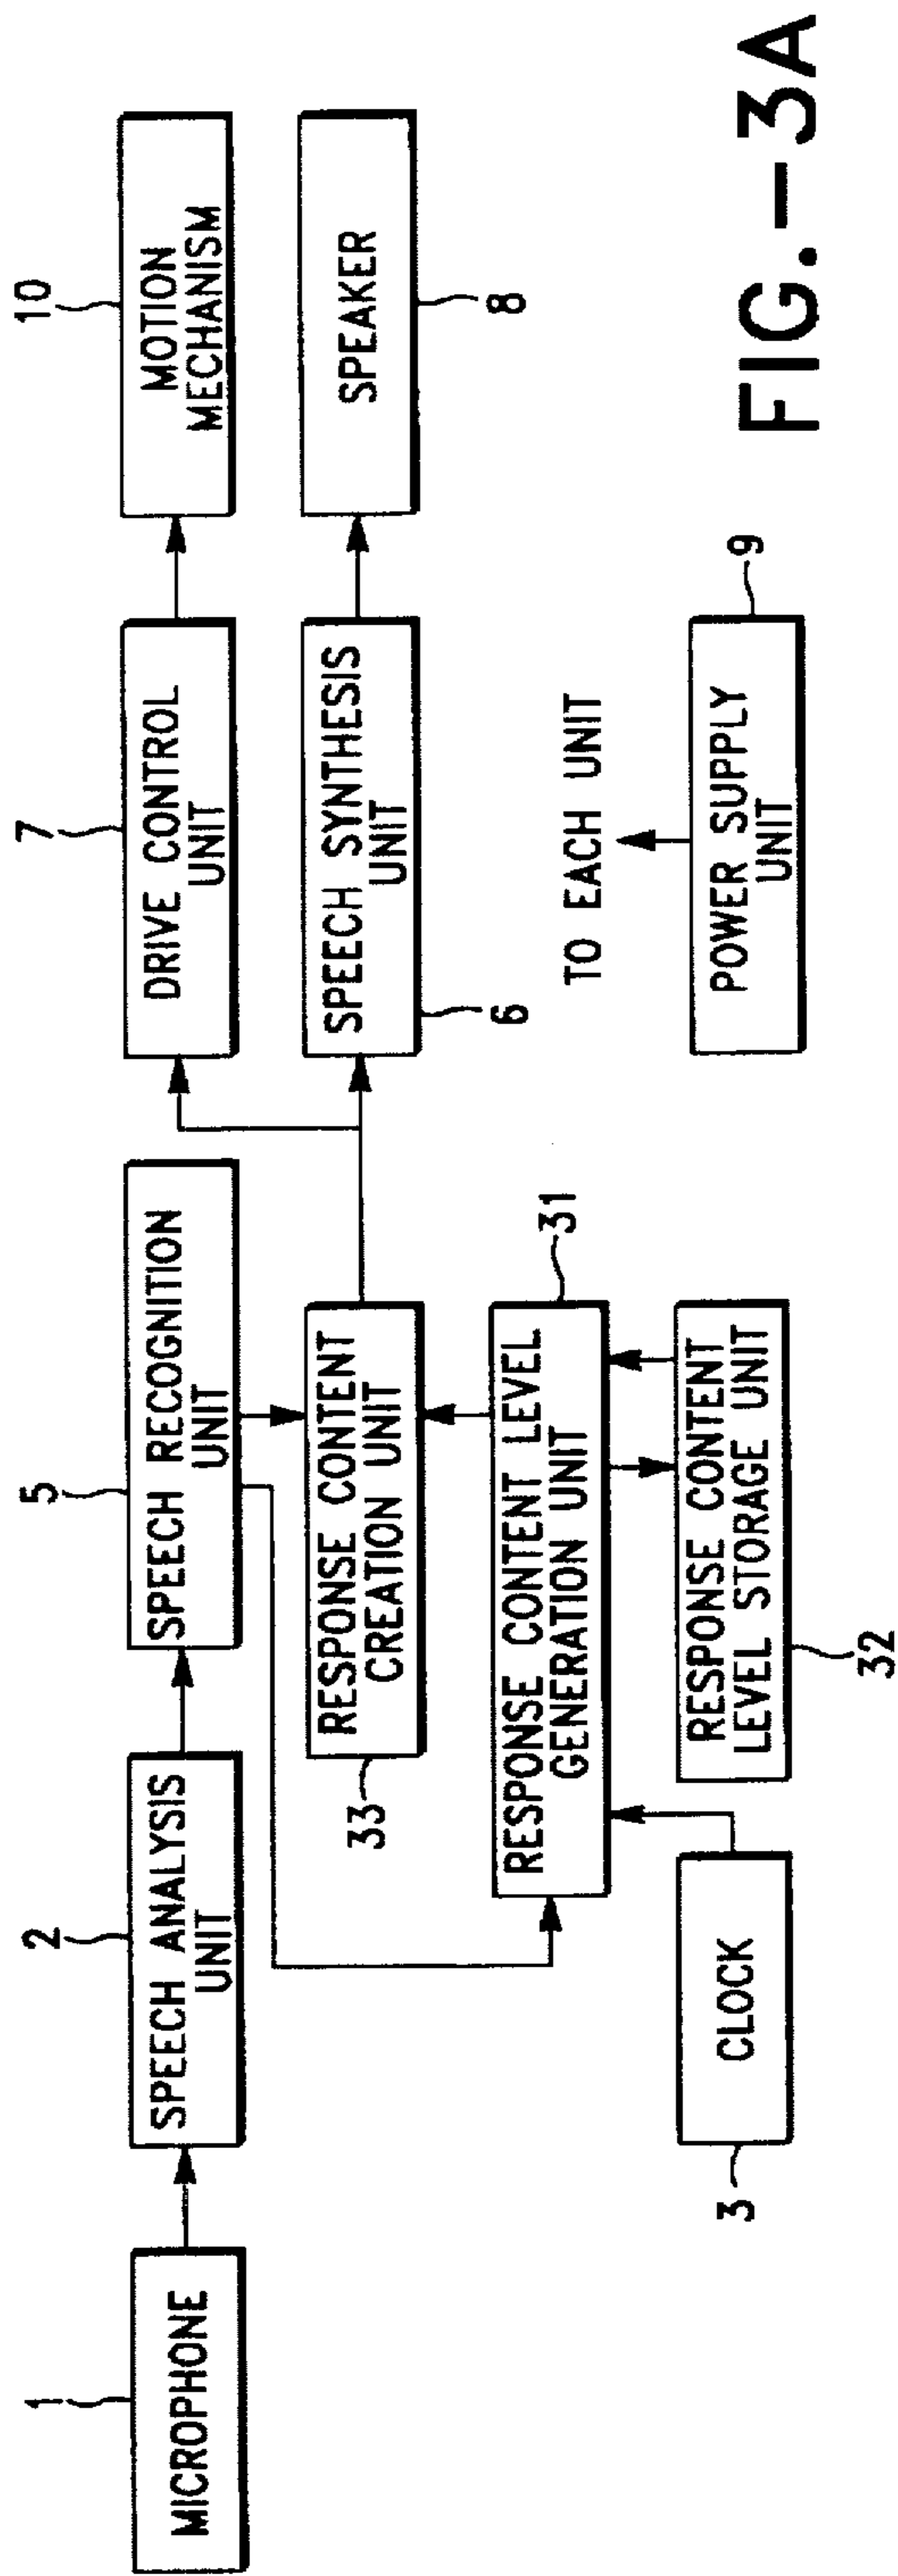 1
MICROPHONE
2
SPEECH ANALYSIS
UNIT
5
SPEECH RECOGNITION
UNIT
7
DRIVE CONTROL
UNIT
10
MOTION
MECHANISM
33
RESPONSE CONTENT
CREATION UNIT
SPEECH SYNTHESIS
UNIT
6
SPEAKER
8
RESPONSE CONTENT LEVEL
GENERATION UNIT
31
3
CLOCK
RESPONSE CONTENT
LEVEL STORAGE UNIT
32
TO EACH UNIT
POWER SUPPLY
UNIT
9
FIG.-3A